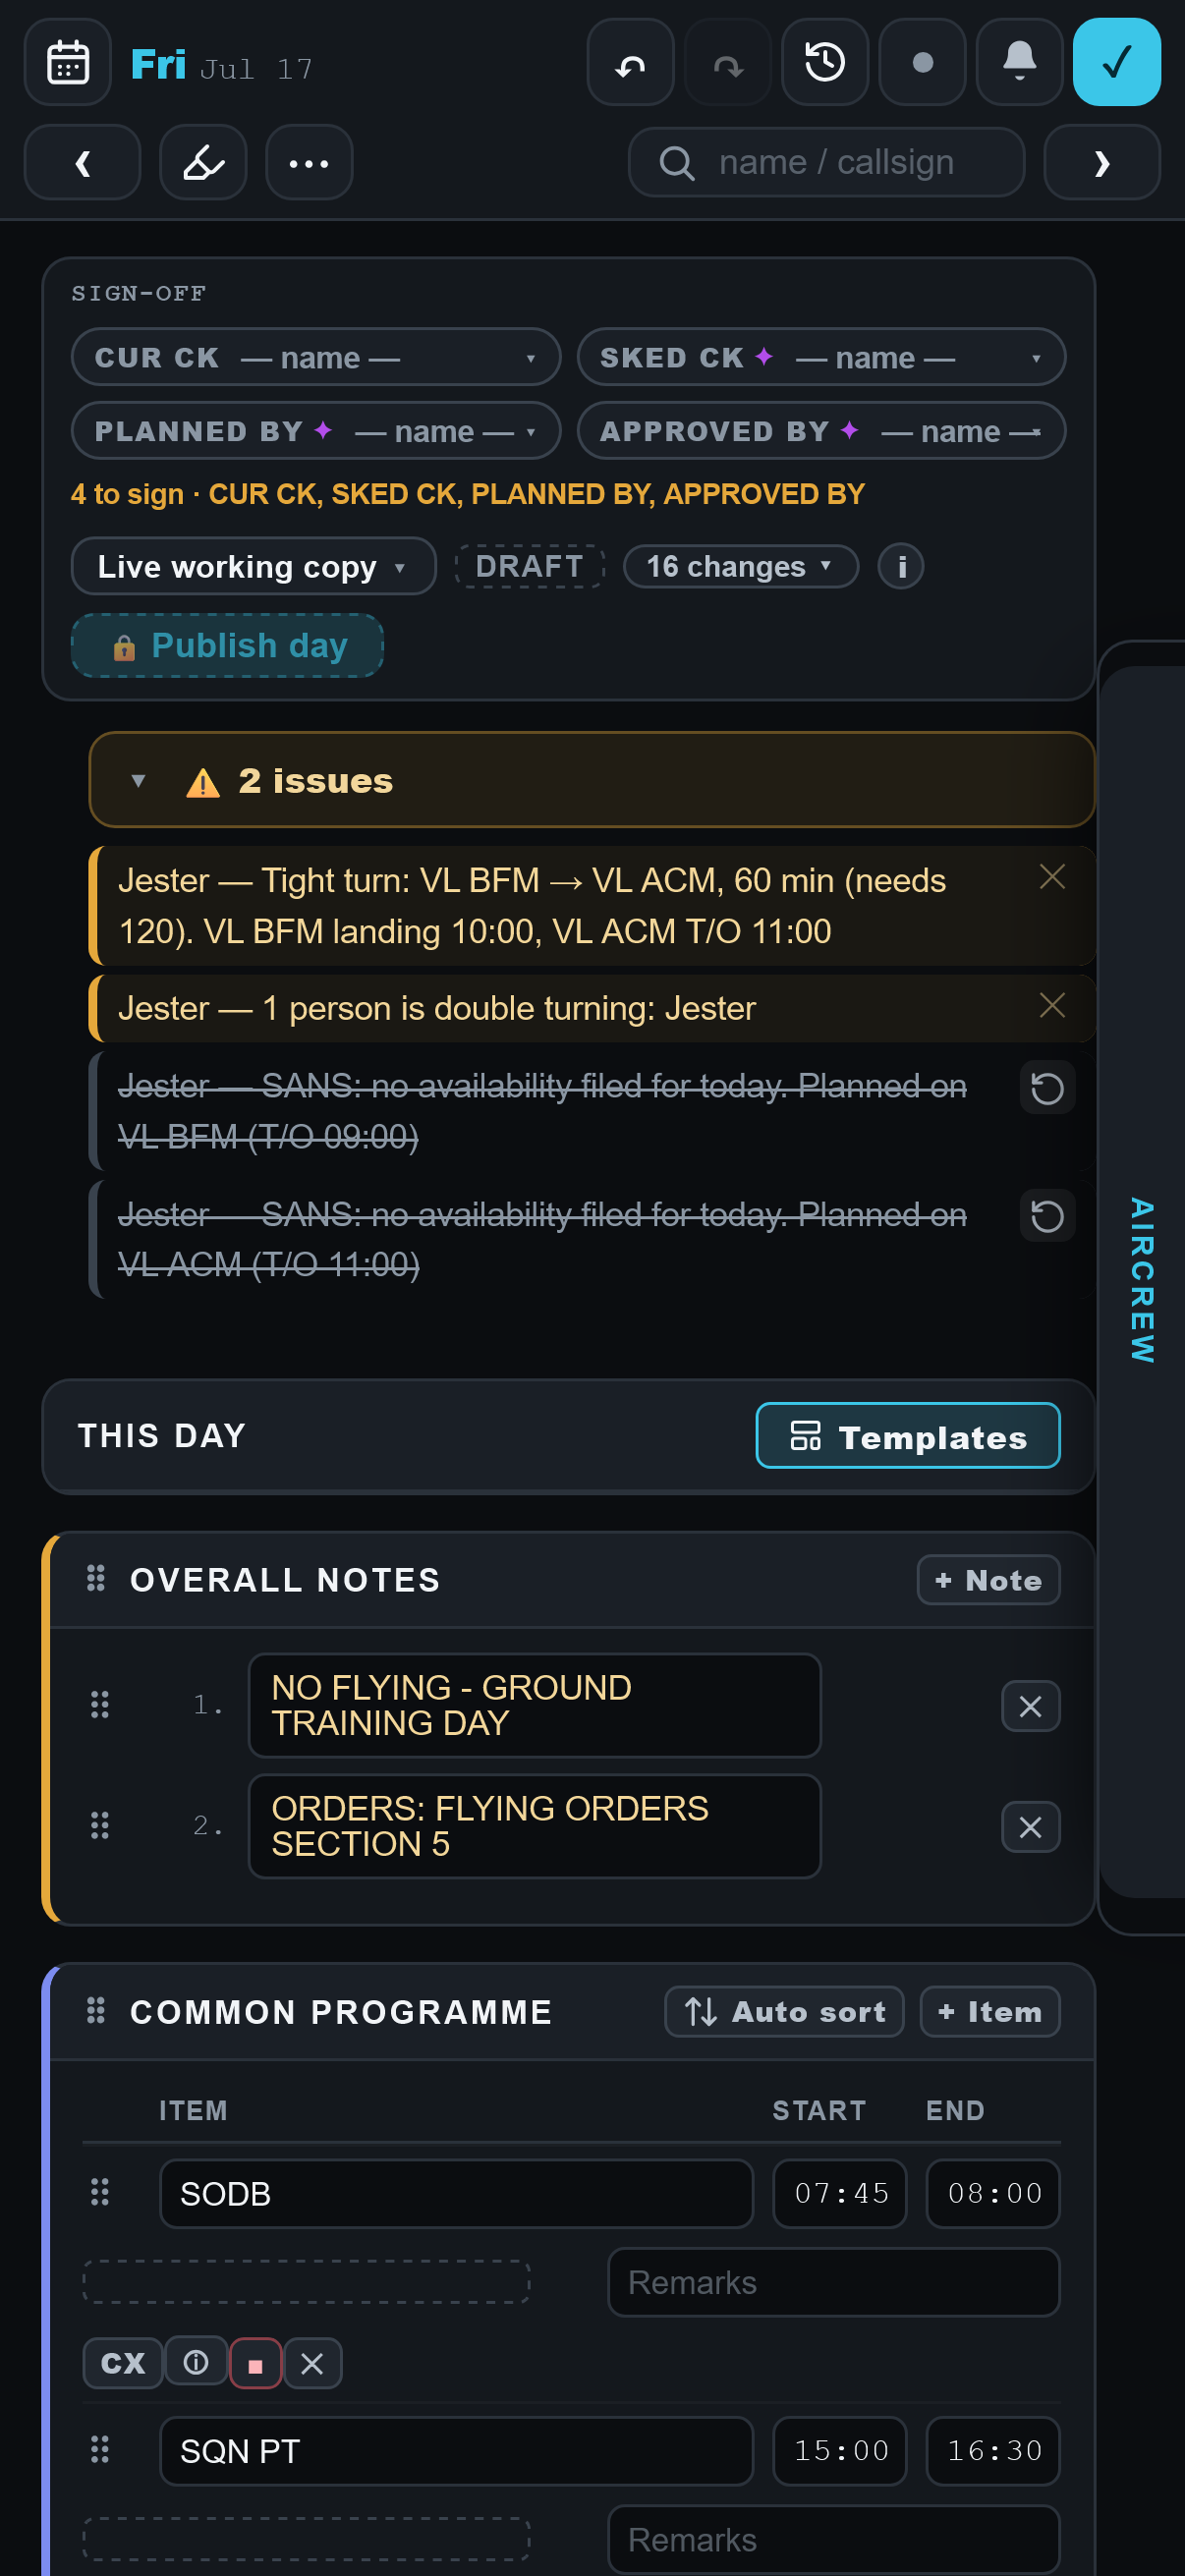 Fri Jul 17
name / callsign
SIGN-OFF
CUR CK — name —
SKED CK — name —
PLANNED BY — name —
APPROVED BY — name —
4 to sign · CUR CK, SKED CK, PLANNED BY, APPROVED BY
Live working copy
DRAFT
16 changes
i
Publish day
2 issues
Jester — Tight turn: VL BFM → VL ACM, 60 min (needs
120). VL BFM landing 10:00, VL ACM T/O 11:00
Jester — 1 person is double turning: Jester
Jester — SANS: no availability filed for today. Planned on
VL BFM (T/O 09:00)
Jester — SANS: no availability filed for today. Planned on
VL ACM (T/O 11:00)
AIRCREW
THIS DAY
Templates
OVERALL NOTES
+ Note
1.
NO FLYING - GROUND
TRAINING DAY
2.
ORDERS: FLYING ORDERS
SECTION 5
COMMON PROGRAMME
Auto sort
+ Item
ITEM START END
SODB 07:45 08:00
Remarks
CX
SQN PT 15:00 16:30
Remarks